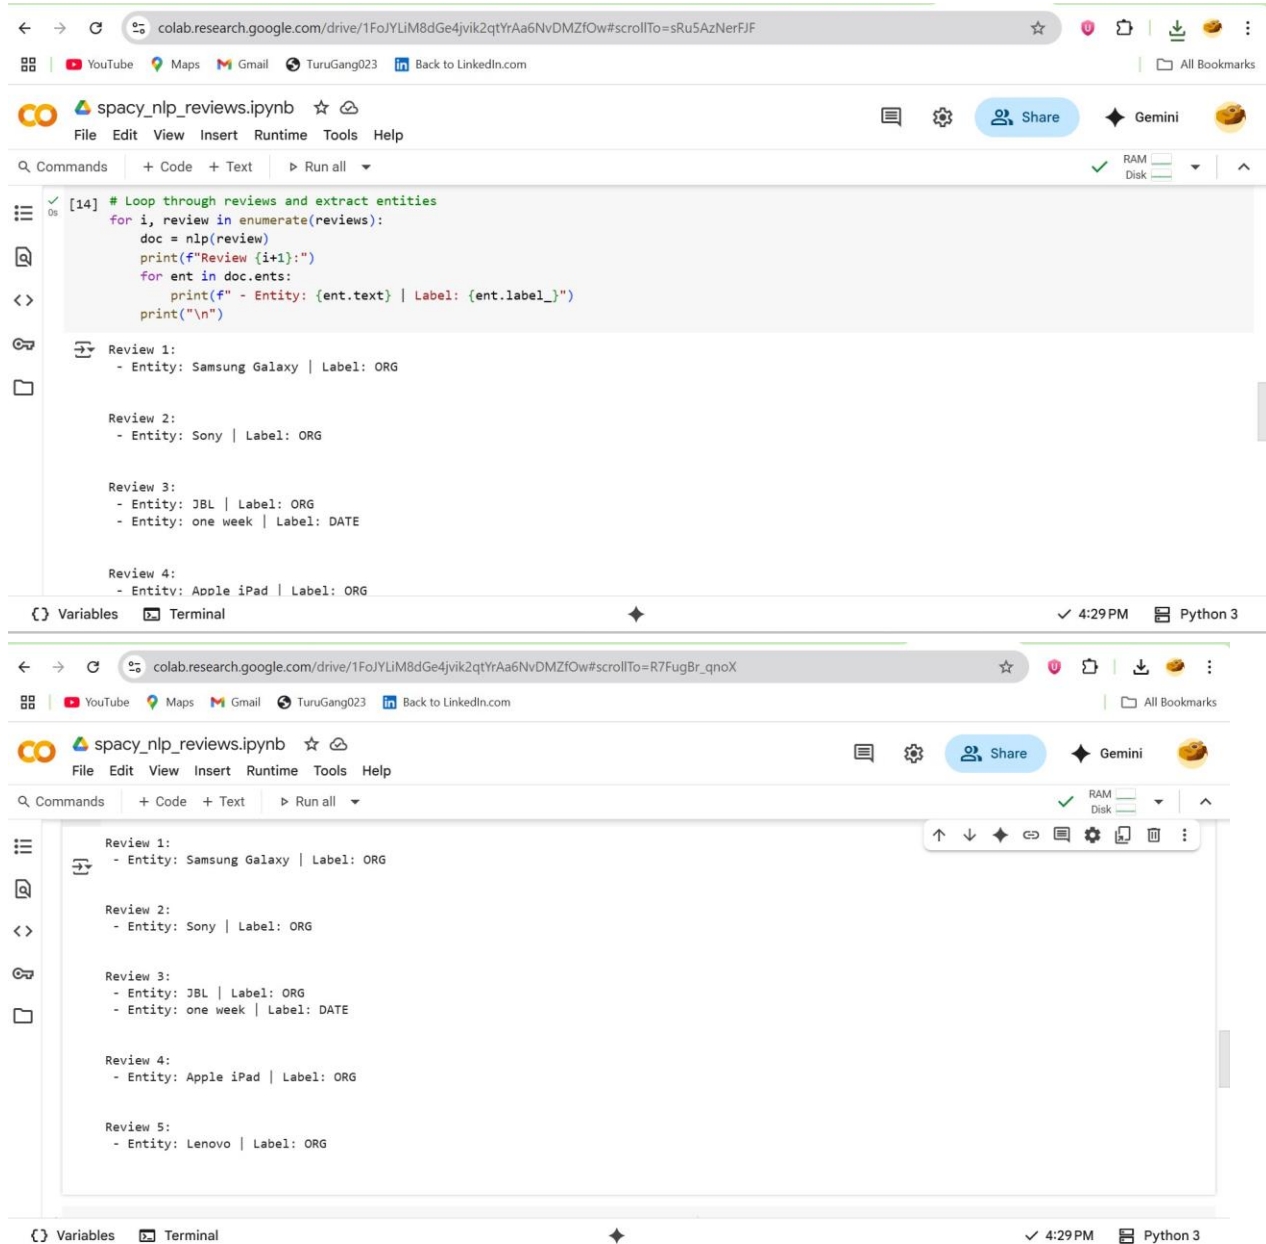 colab.research.google.com/drive/1FoJYLiM8dGe4jvik2qtYrAa6NvDMZfOw#scrollTo=sRu5AzNerFJF
YouTube Maps Gmail TuruGang023 Back to LinkedIn.com All Bookmarks
CO spacy_nlp_reviews.ipynb
File Edit View Insert Runtime Tools Help
Share Gemini
Commands + Code + Text Run all RAM Disk
0s [14] # Loop through reviews and extract entities
for i, review in enumerate(reviews):
    doc = nlp(review)
    print(f"Review {i+1}:")
    for ent in doc.ents:
        print(f" - Entity: {ent.text} | Label: {ent.label_}")
    print("\n")
Review 1:
 - Entity: Samsung Galaxy | Label: ORG
Review 2:
 - Entity: Sony | Label: ORG
Review 3:
 - Entity: JBL | Label: ORG
 - Entity: one week | Label: DATE
Review 4:
 - Entity: Apple iPad | Label: ORG
{} Variables Terminal 4:29 PM Python 3
colab.research.google.com/drive/1FoJYLiM8dGe4jvik2qtYrAa6NvDMZfOw#scrollTo=R7FugBr_qnoX
YouTube Maps Gmail TuruGang023 Back to LinkedIn.com All Bookmarks
CO spacy_nlp_reviews.ipynb
File Edit View Insert Runtime Tools Help
Share Gemini
Commands + Code + Text Run all RAM Disk
Review 1:
 - Entity: Samsung Galaxy | Label: ORG
Review 2:
 - Entity: Sony | Label: ORG
Review 3:
 - Entity: JBL | Label: ORG
 - Entity: one week | Label: DATE
Review 4:
 - Entity: Apple iPad | Label: ORG
Review 5:
 - Entity: Lenovo | Label: ORG
{} Variables Terminal 4:29 PM Python 3